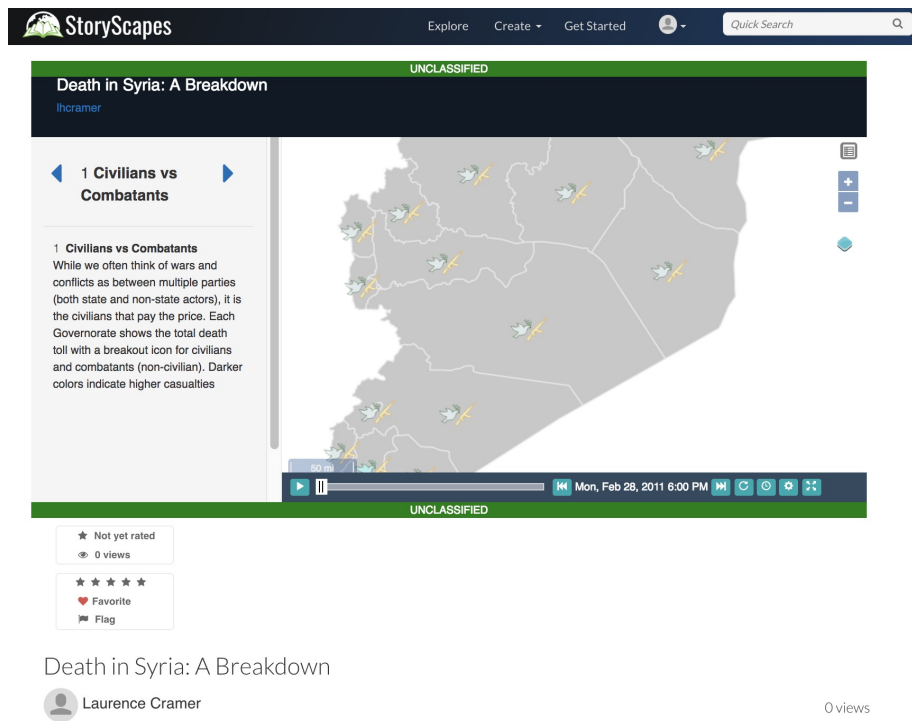 StoryScapes
Explore Create Get Started Quick Search
UNCLASSIFIED
Death in Syria: A Breakdown
lhcramer
1 Civilians vs
Combatants
1 Civilians vs Combatants
While we often think of wars and
conflicts as between multiple parties
(both state and non-state actors), it is
the civilians that pay the price. Each
Governorate shows the total death
toll with a breakout icon for civilians
and combatants (non-civilian). Darker
colors indicate higher casualties
50 mi
Mon, Feb 28, 2011 6:00 PM
UNCLASSIFIED
Not yet rated
0 views
Favorite
Flag
Death in Syria: A Breakdown
Laurence Cramer
0 views